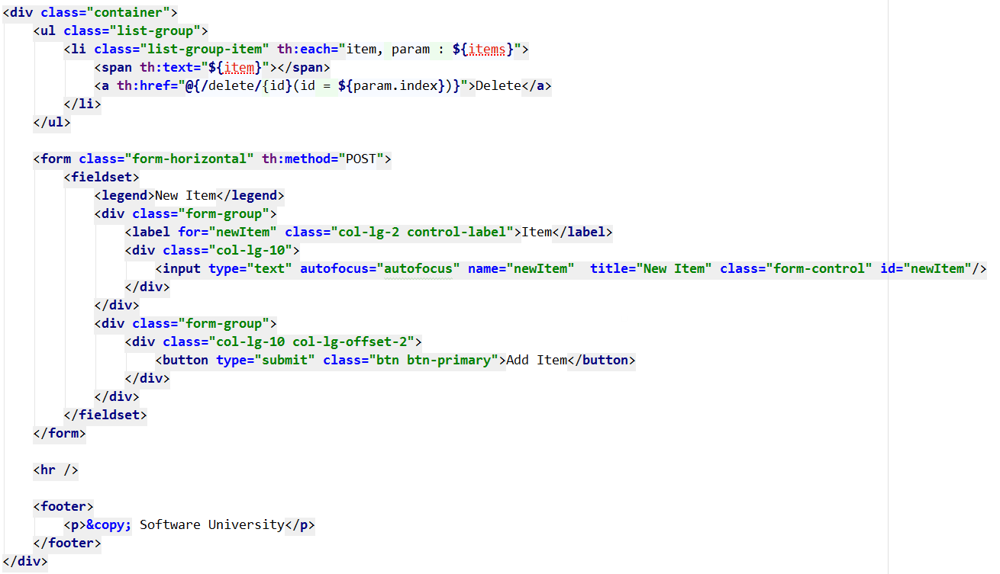 <div class="container">
    <ul class="list-group">
        <li class="list-group-item" th:each="item, param : ${items}">
            <span th:text="${item}"></span>
            <a th:href="@{/delete/{id}(id = ${param.index})}">Delete</a>
        </li>
    </ul>

    <form class="form-horizontal" th:method="POST">
        <fieldset>
            <legend>New Item</legend>
            <div class="form-group">
                <label for="newItem" class="col-lg-2 control-label">Item</label>
                <div class="col-lg-10">
                    <input type="text" autofocus="autofocus" name="newItem"  title="New Item" class="form-control" id="newItem"/>
                </div>
            </div>
            <div class="form-group">
                <div class="col-lg-10 col-lg-offset-2">
                    <button type="submit" class="btn btn-primary">Add Item</button>
                </div>
            </div>
        </fieldset>
    </form>

    <hr />

    <footer>
        <p>&copy; Software University</p>
    </footer>
</div>